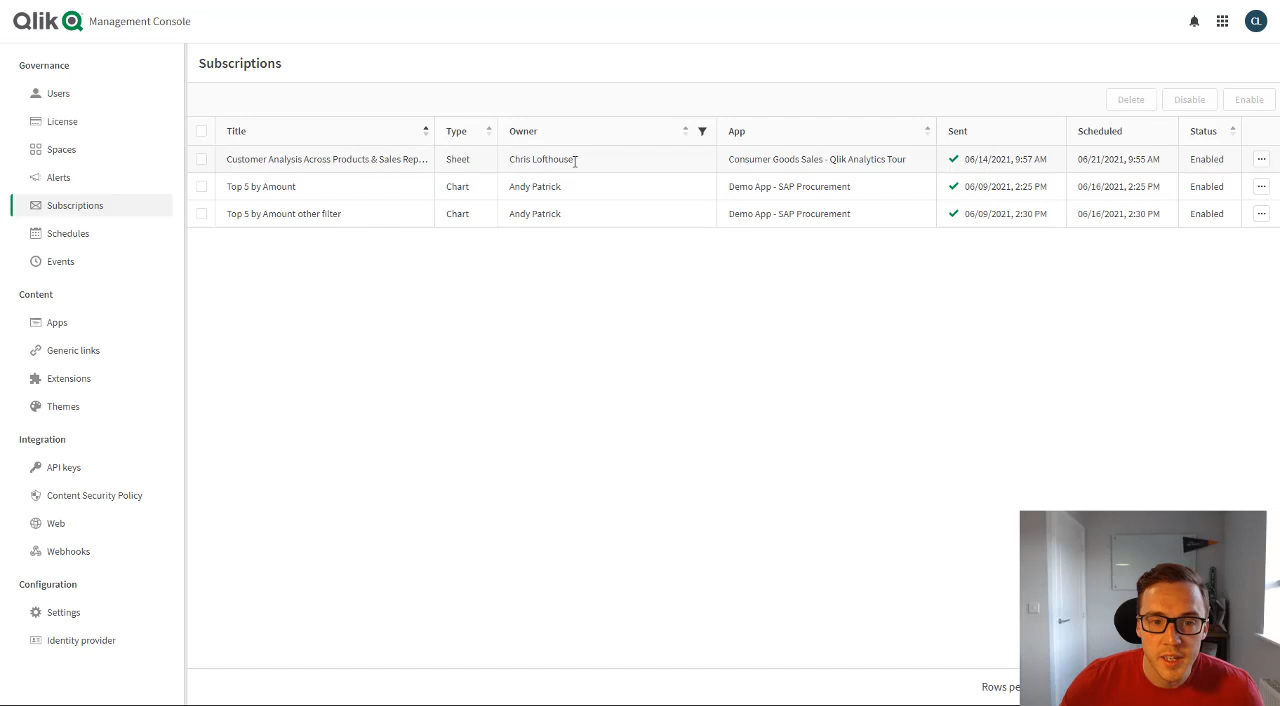 Qlik Management Console
CL
Governance
Users
License
Spaces
Alerts
Subscriptions
Schedules
Events
Content
Apps
Generic links
Extensions
Themes
Integration
API keys
Content Security Policy
Web
Webhooks
Configuration
Settings
Identity provider
Subscriptions
Delete Disable Enable
Title Type Owner App Sent Scheduled Status
Customer Analysis Across Products & Sales Rep... Sheet Chris Lofthouse Consumer Goods Sales - Qlik Analytics Tour 06/14/2021, 9:57 AM 06/21/2021, 9:55 AM Enabled
Top 5 by Amount Chart Andy Patrick Demo App - SAP Procurement 06/09/2021, 2:25 PM 06/16/2021, 2:25 PM Enabled
Top 5 by Amount other filter Chart Andy Patrick Demo App - SAP Procurement 06/09/2021, 2:30 PM 06/16/2021, 2:30 PM Enabled
Rows pe